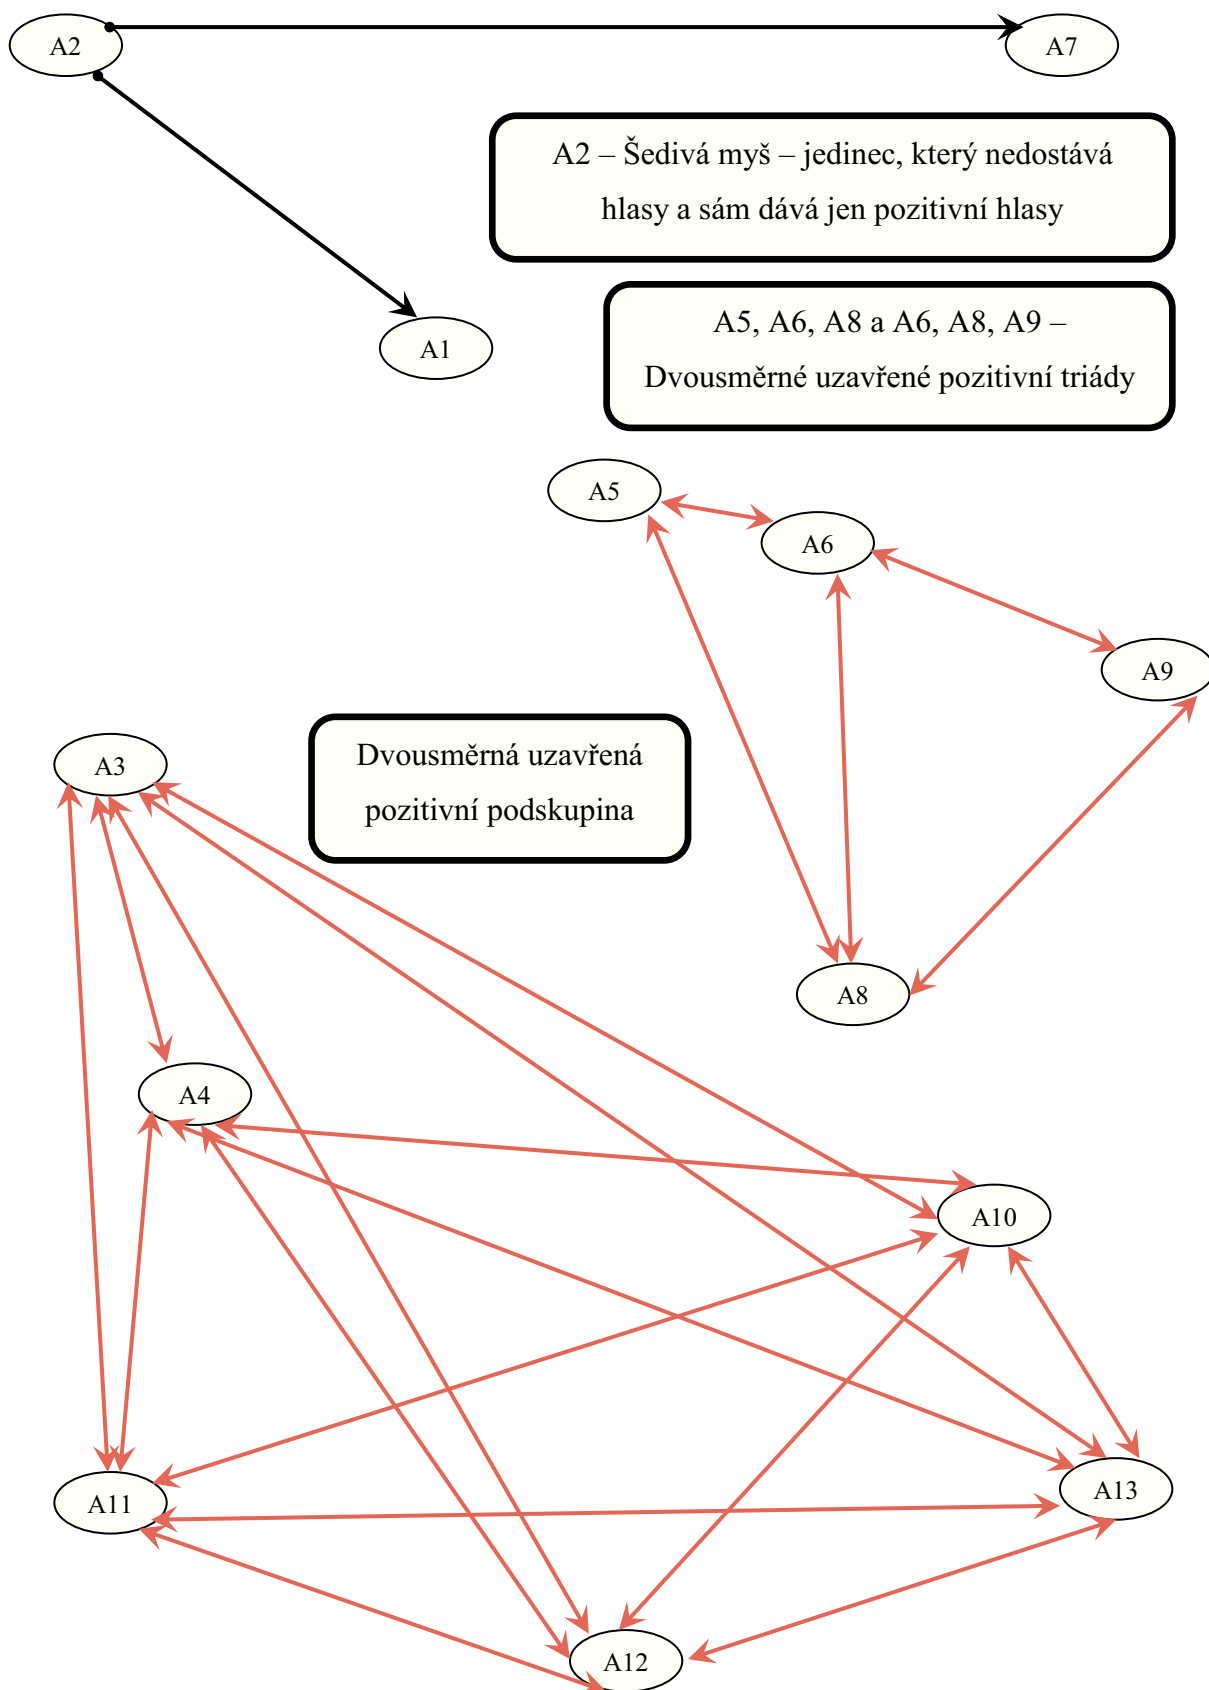 A2
A7
A2 – Šedivá myš – jedinec, který nedostává
hlasy a sám dává jen pozitivní hlasy
A1
A5, A6, A8 a A6, A8, A9 –
Dvousměrné uzavřené pozitivní triády
A5
A6
A9
Dvousměrná uzavřená
pozitivní podskupina
A3
A8
A4
A10
A11
A13
A12